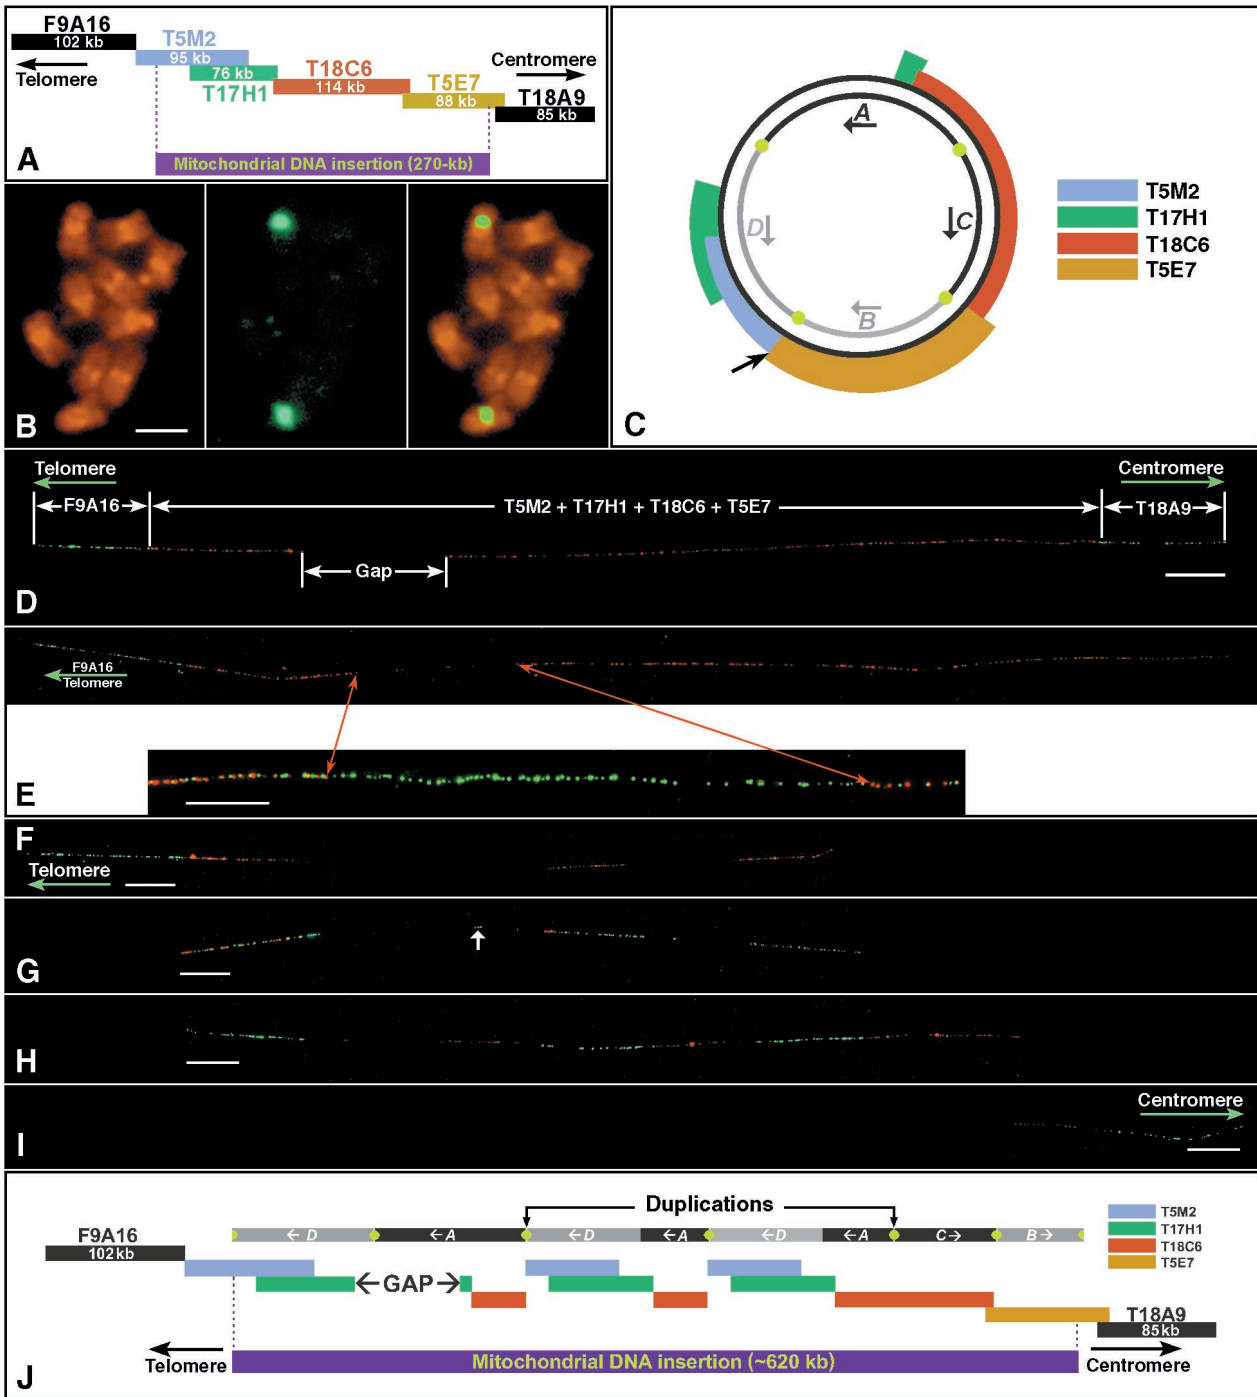 F9A16
102 kb
T5M2
95 kb
Telomere
76 kb
T17H1
T18C6
114 kb
T5E7
88 kb
Centromere
T18A9
85 kb
Mitochondrial DNA insertion (270-kb)
A
B
A
C
D
B
T5M2
T17H1
T18C6
T5E7
C
Telomere
Centromere
F9A16
T5M2 + T17H1 + T18C6 + T5E7
T18A9
Gap
D
F9A16
Telomere
E
F
Telomere
G
H
Centromere
I
Duplications
F9A16
102 kb
← D
← A
← D
← A
← D
← A
C →
B →
T5M2
T17H1
T18C6
T5E7
← GAP →
T18A9
85 kb
Telomere
Mitochondrial DNA insertion (~620 kb)
Centromere
J